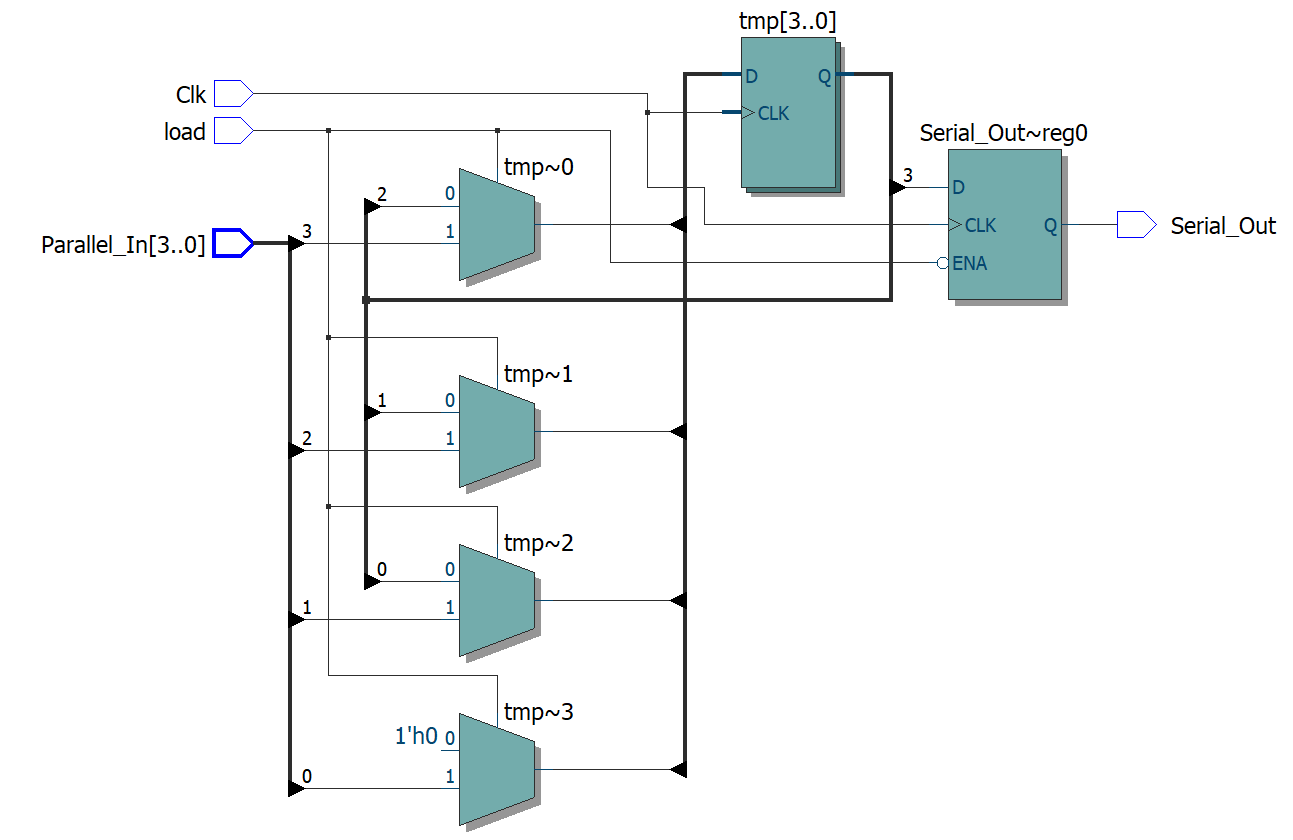 tmp[3..0]
D Q
CLK
Clk
load
Serial_Out~reg0
3 D
CLK Q
ENA
Serial_Out
tmp~0
2 0
Parallel_In[3..0]
3 1
tmp~1
1 0
2 1
tmp~2
0 0
1 1
tmp~3
1'h0 0
0 1